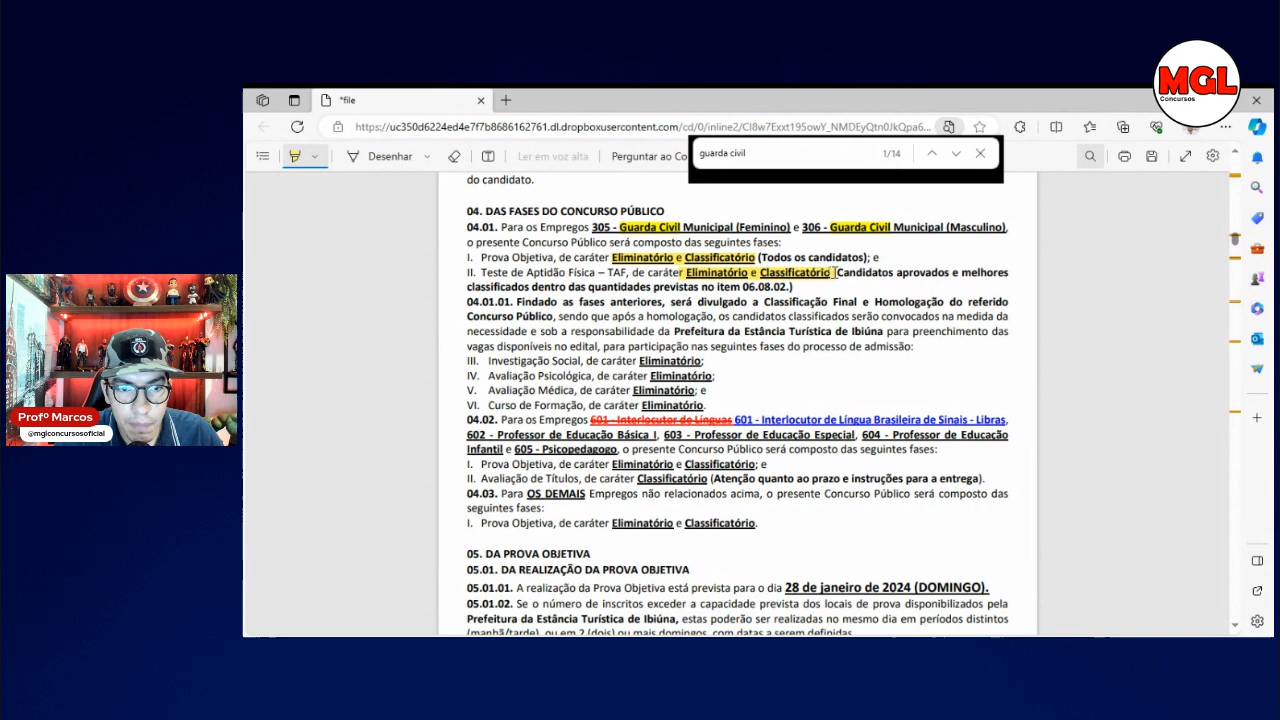 MGL
Concursos
*file
https://uc350d6224ed4e7f7b8686162761.dl.dropboxusercontent.com/cd/0/inline2/CI8w7Exxt195owY_NMDEyQtn0JkQpa6...
Desenhar
Ler em voz alta
Perguntar ao Co
guarda civil
1/14
do candidato.
04. DAS FASES DO CONCURSO PÚBLICO
04.01. Para os Empregos 305 - Guarda Civil Municipal (Feminino) e 306 - Guarda Civil Municipal (Masculino),
o presente Concurso Público será composto das seguintes fases:
I. Prova Objetiva, de caráter Eliminatório e Classificatório (Todos os candidatos); e
II. Teste de Aptidão Física – TAF, de caráter Eliminatório e Classificatório (Candidatos aprovados e melhores
classificados dentro das quantidades previstas no item 06.08.02.)
04.01.01. Findado as fases anteriores, será divulgado a Classificação Final e Homologação do referido
Concurso Público, sendo que após a homologação, os candidatos classificados serão convocados na medida da
necessidade e sob a responsabilidade da Prefeitura da Estância Turística de Ibiúna para preenchimento das
vagas disponíveis no edital, para participação nas seguintes fases do processo de admissão:
III. Investigação Social, de caráter Eliminatório;
IV. Avaliação Psicológica, de caráter Eliminatório;
V. Avaliação Médica, de caráter Eliminatório; e
VI. Curso de Formação, de caráter Eliminatório.
04.02. Para os Empregos 601 - Interlocutor de Línguas 601 - Interlocutor de Língua Brasileira de Sinais - Libras,
602 - Professor de Educação Básica I, 603 - Professor de Educação Especial, 604 - Professor de Educação
Infantil e 605 - Psicopedagogo, o presente Concurso Público será composto das seguintes fases:
I. Prova Objetiva, de caráter Eliminatório e Classificatório; e
II. Avaliação de Títulos, de caráter Classificatório (Atenção quanto ao prazo e instruções para a entrega).
04.03. Para OS DEMAIS Empregos não relacionados acima, o presente Concurso Público será composto das
seguintes fases:
I. Prova Objetiva, de caráter Eliminatório e Classificatório.
05. DA PROVA OBJETIVA
05.01. DA REALIZAÇÃO DA PROVA OBJETIVA
05.01.01. A realização da Prova Objetiva está prevista para o dia 28 de janeiro de 2024 (DOMINGO).
05.01.02. Se o número de inscritos exceder a capacidade prevista dos locais de prova disponibilizados pela
Prefeitura da Estância Turística de Ibiúna, estas poderão ser realizadas no mesmo dia em períodos distintos
(manhã/tarde), ou em 2 (dois) ou mais domingos, com datas a serem definidas.
Profº Marcos
@mglconcursosoficial